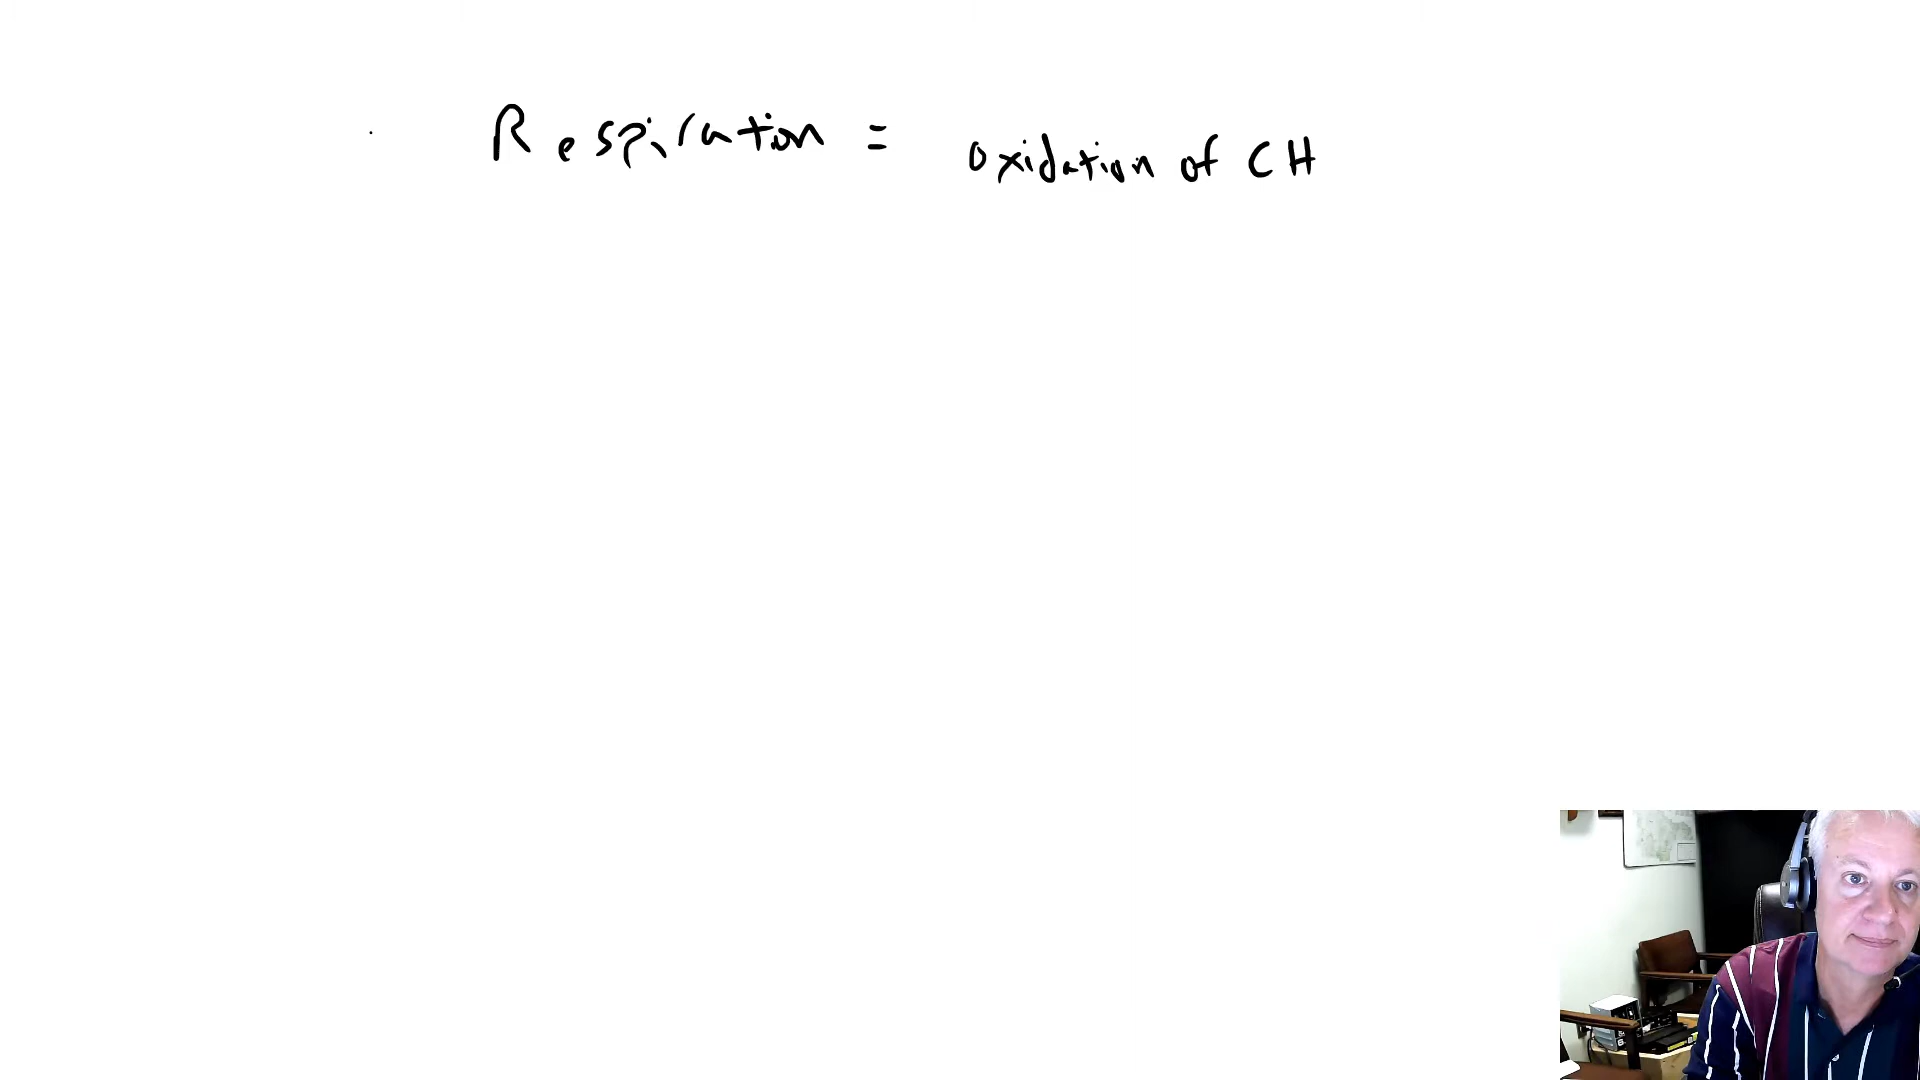 Respiration = oxidation of CH